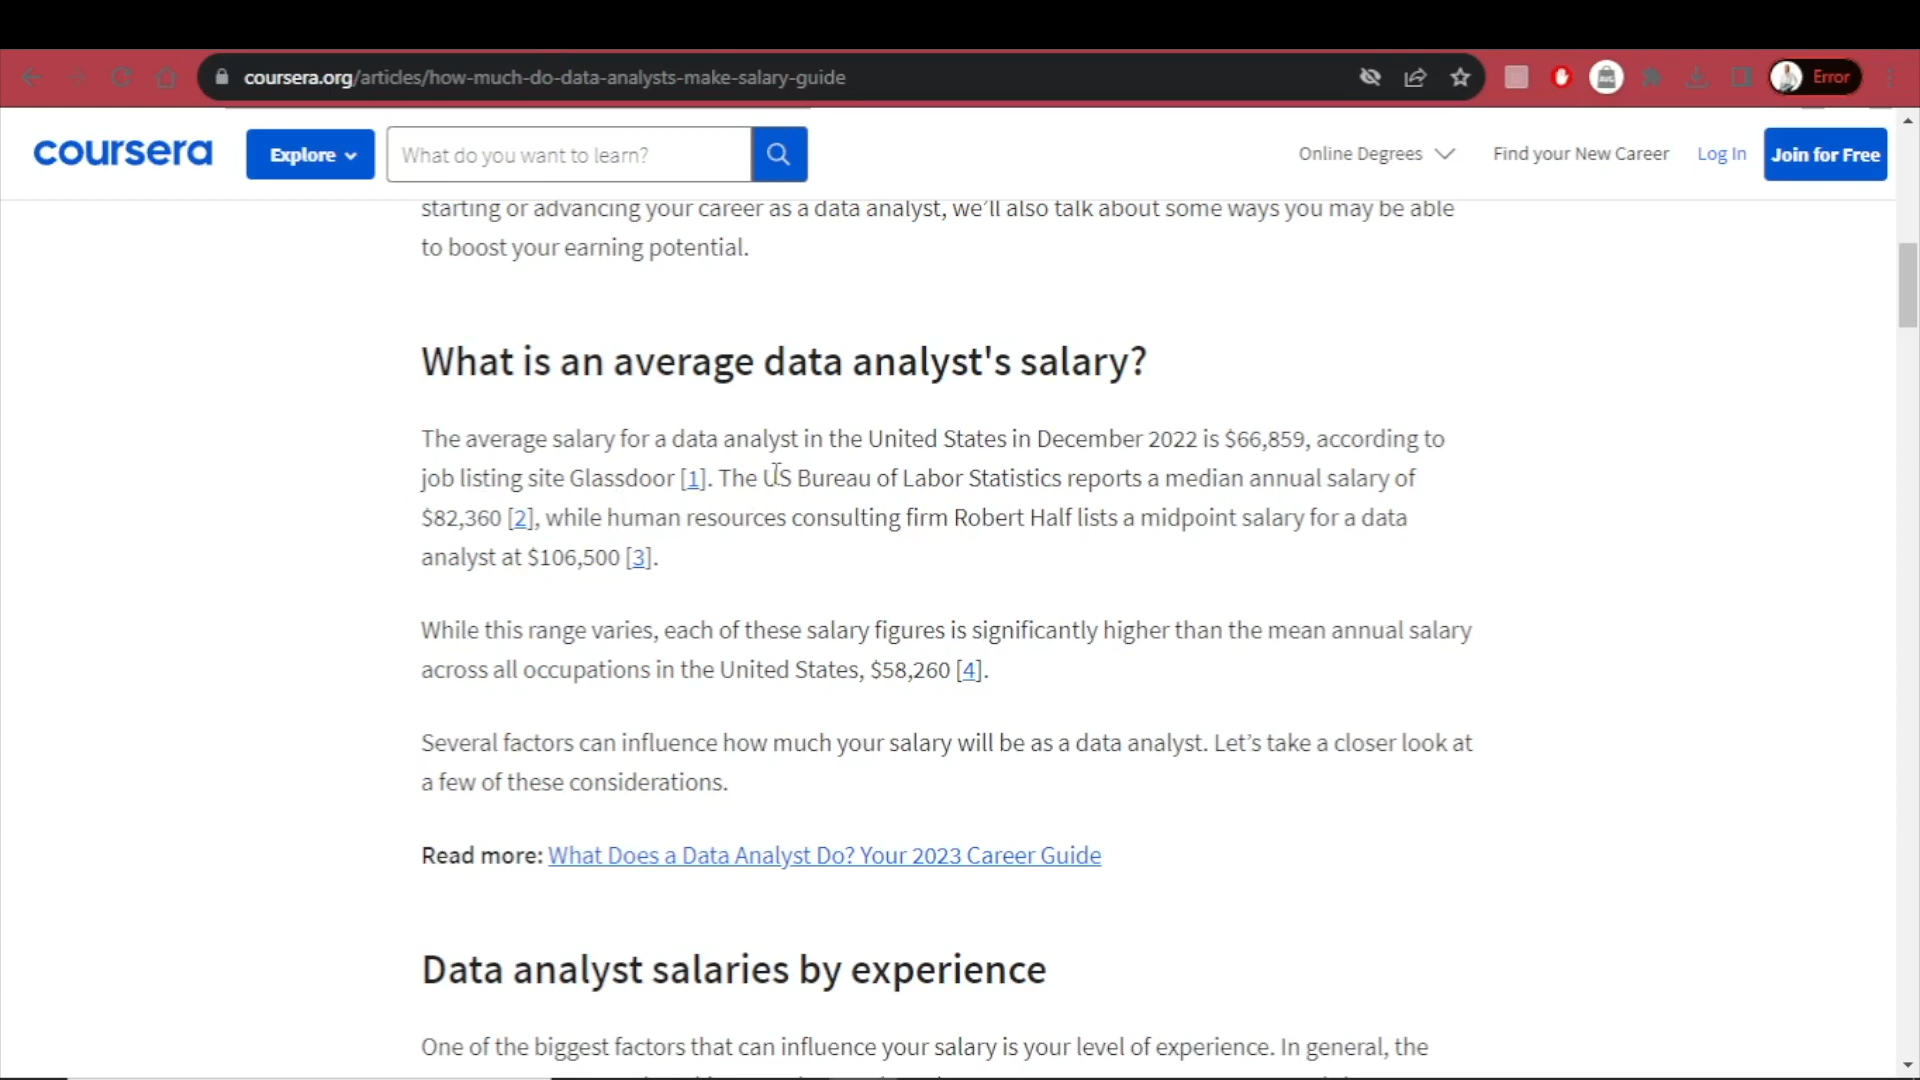 coursera.org/articles/how-much-do-data-analysts-make-salary-guide
Error
coursera
Explore
What do you want to learn?
Online Degrees
Find your New Career
Log In
Join for Free
starting or advancing your career as a data analyst, we’ll also talk about some ways you may be able
to boost your earning potential.
What is an average data analyst's salary?
The average salary for a data analyst in the United States in December 2022 is $66,859, according to
job listing site Glassdoor [1]. The US Bureau of Labor Statistics reports a median annual salary of
$82,360 [2], while human resources consulting firm Robert Half lists a midpoint salary for a data
analyst at $106,500 [3].
While this range varies, each of these salary figures is significantly higher than the mean annual salary
across all occupations in the United States, $58,260 [4].
Several factors can influence how much your salary will be as a data analyst. Let’s take a closer look at
a few of these considerations.
Read more: What Does a Data Analyst Do? Your 2023 Career Guide
Data analyst salaries by experience
One of the biggest factors that can influence your salary is your level of experience. In general, the